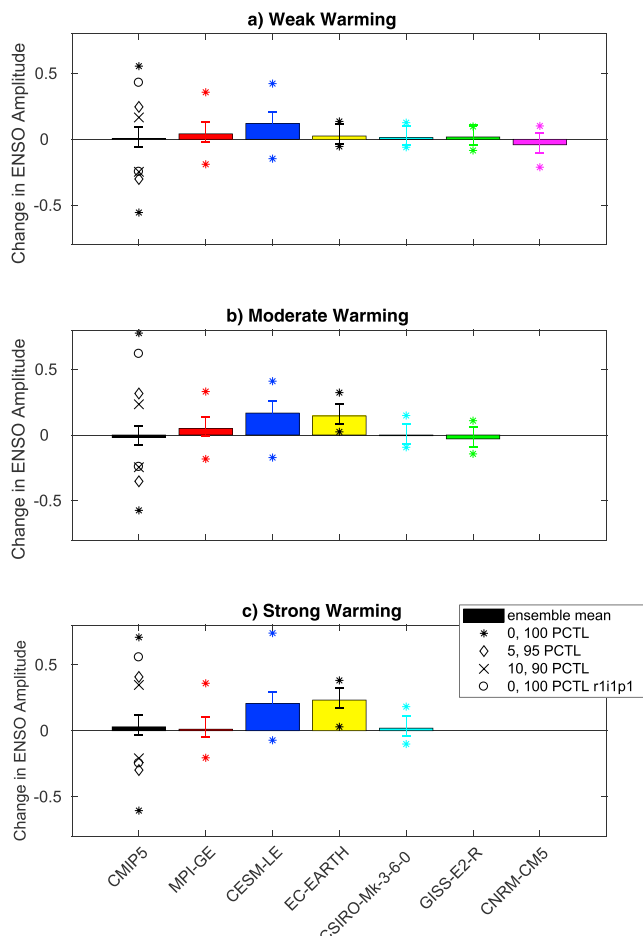 a) Weak Warming
Change in ENSO Amplitude
0.5
0
-0.5
b) Moderate Warming
Change in ENSO Amplitude
0.5
0
-0.5
c) Strong Warming
Change in ENSO Amplitude
0.5
0
-0.5
ensemble mean
0, 100 PCTL
5, 95 PCTL
10, 90 PCTL
0, 100 PCTL r1i1p1
CMIP5
MPI-GE
CESM-LE
EC-EARTH
CSIRO-Mk-3-6-0
GISS-E2-R
CNRM-CM5